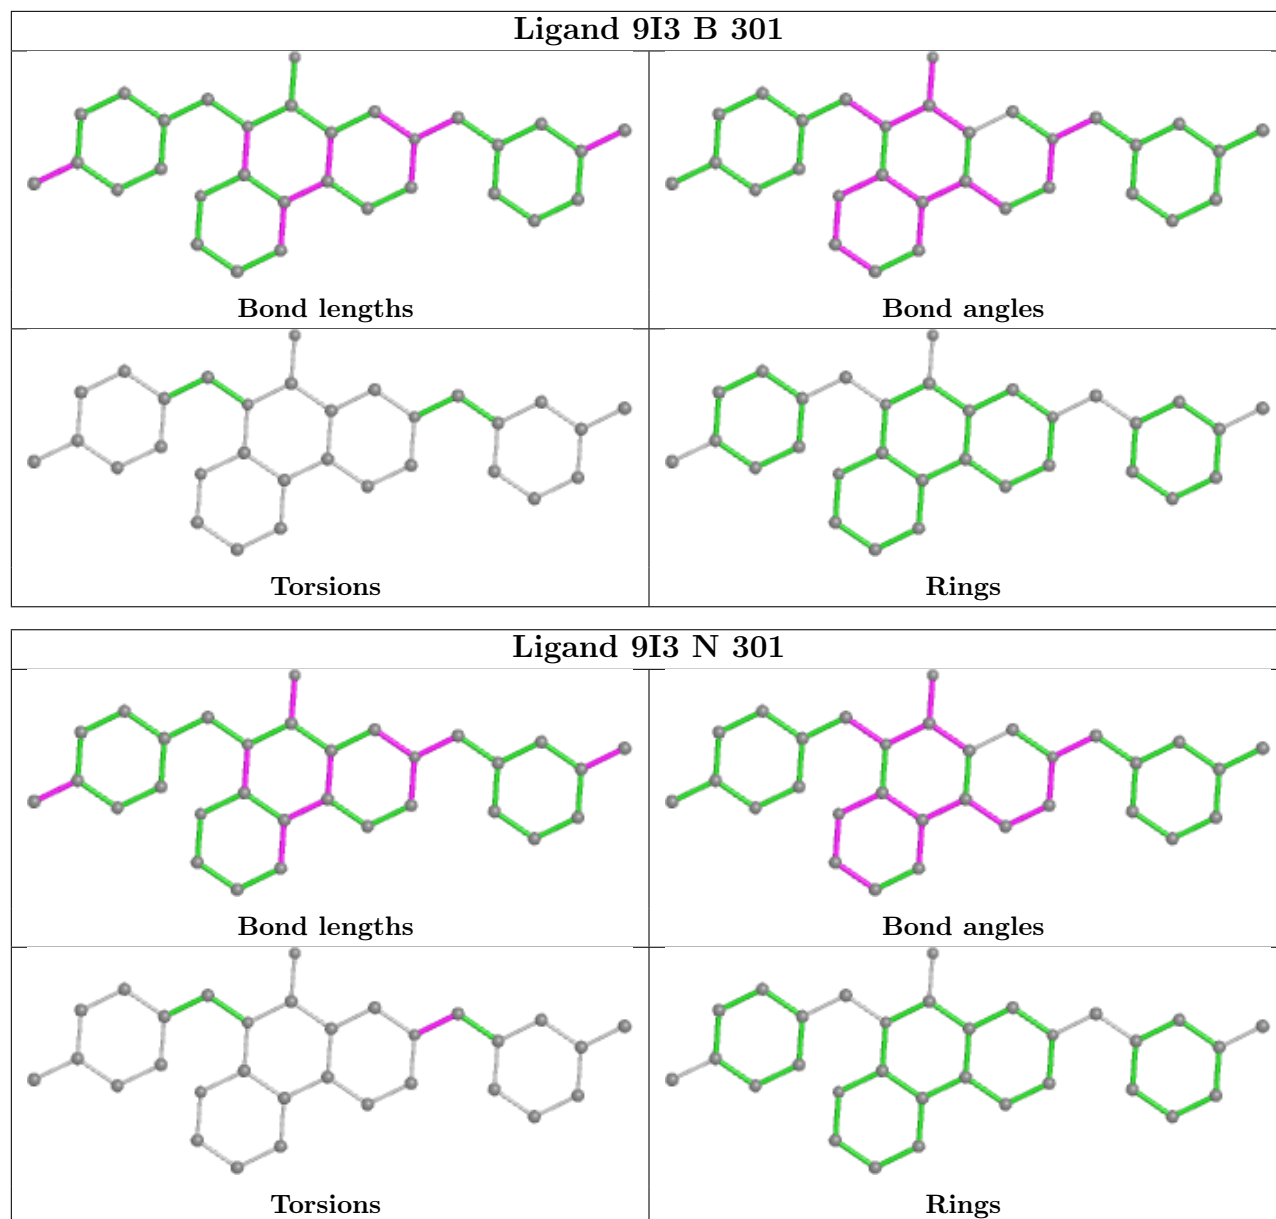 Ligand 9I3 B 301
Bond lengths
Bond angles
Torsions
Rings
Ligand 9I3 N 301
Bond lengths
Bond angles
Torsions
Rings